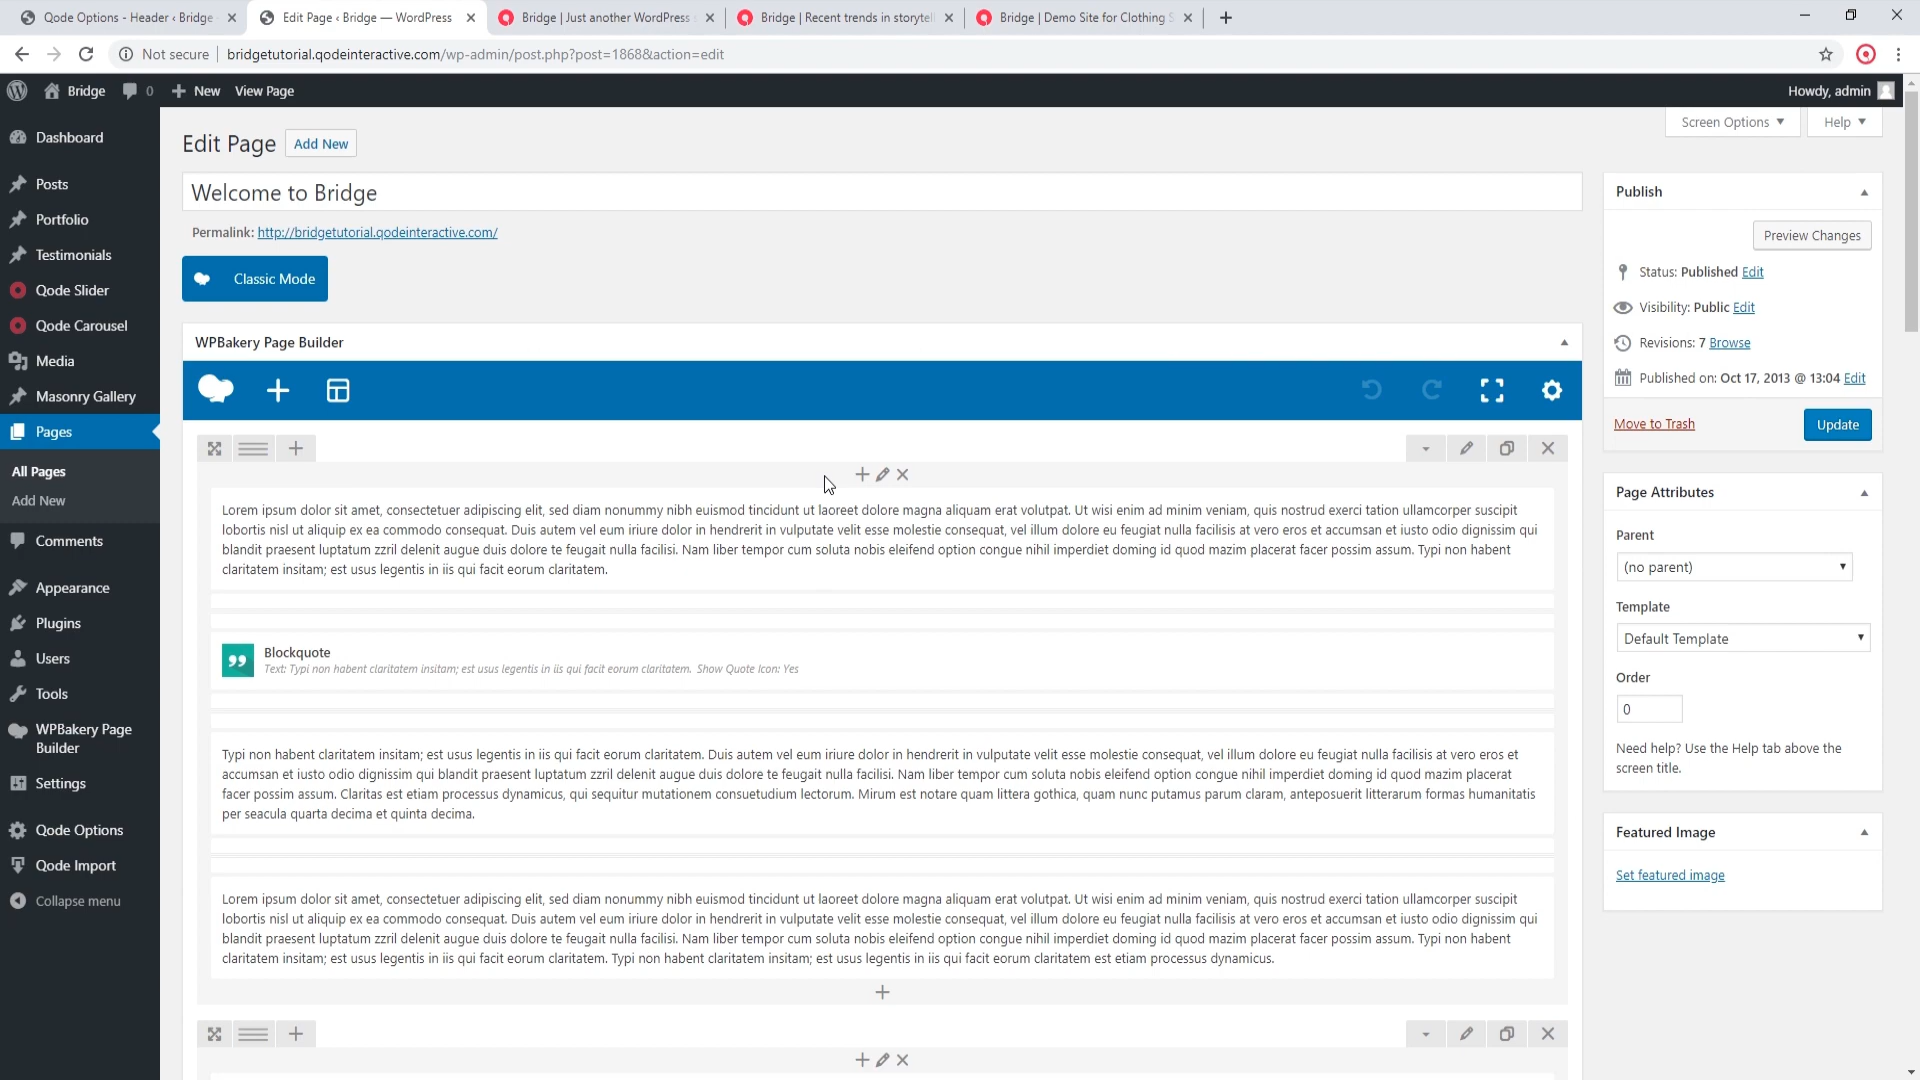 Qode Options - Header ‹ Bridge
Edit Page ‹ Bridge — WordPress
Bridge | Just another WordPress
Bridge | Recent trends in storytel
Bridge | Demo Site for Clothing S
Not secure
bridgetutorial.qodeinteractive.com/wp-admin/post.php?post=1868&action=edit
Bridge
0
New
View Page
Howdy, admin
Dashboard
Posts
Portfolio
Testimonials
Qode Slider
Qode Carousel
Media
Masonry Gallery
Pages
All Pages
Add New
Comments
Appearance
Plugins
Users
Tools
WPBakery Page
Builder
Settings
Qode Options
Qode Import
Collapse menu
Screen Options
Help
Edit Page
Add New
Welcome to Bridge
Permalink: http://bridgetutorial.qodeinteractive.com/
Classic Mode
WPBakery Page Builder
Lorem ipsum dolor sit amet, consectetuer adipiscing elit, sed diam nonummy nibh euismod tincidunt ut laoreet dolore magna aliquam erat volutpat. Ut wisi enim ad minim veniam, quis nostrud exerci tation ullamcorper suscipit
lobortis nisl ut aliquip ex ea commodo consequat. Duis autem vel eum iriure dolor in hendrerit in vulputate velit esse molestie consequat, vel illum dolore eu feugiat nulla facilisis at vero eros et accumsan et iusto odio dignissim qui
blandit praesent luptatum zzril delenit augue duis dolore te feugait nulla facilisi. Nam liber tempor cum soluta nobis eleifend option congue nihil imperdiet doming id quod mazim placerat facer possim assum. Typi non habent
claritatem insitam; est usus legentis in iis qui facit eorum claritatem.
Blockquote
Text: Typi non habent claritatem insitam; est usus legentis in iis qui facit eorum claritatem. Show Quote Icon: Yes
Typi non habent claritatem insitam; est usus legentis in iis qui facit eorum claritatem. Duis autem vel eum iriure dolor in hendrerit in vulputate velit esse molestie consequat, vel illum dolore eu feugiat nulla facilisis at vero eros et
accumsan et iusto odio dignissim qui blandit praesent luptatum zzril delenit augue duis dolore te feugait nulla facilisi. Nam liber tempor cum soluta nobis eleifend option congue nihil imperdiet doming id quod mazim placerat
facer possim assum. Claritas est etiam processus dynamicus, qui sequitur mutationem consuetudium lectorum. Mirum est notare quam littera gothica, quam nunc putamus parum claram, anteposuerit litterarum formas humanitatis
per seacula quarta decima et quinta decima.
Lorem ipsum dolor sit amet, consectetuer adipiscing elit, sed diam nonummy nibh euismod tincidunt ut laoreet dolore magna aliquam erat volutpat. Ut wisi enim ad minim veniam, quis nostrud exerci tation ullamcorper suscipit
lobortis nisl ut aliquip ex ea commodo consequat. Duis autem vel eum iriure dolor in hendrerit in vulputate velit esse molestie consequat, vel illum dolore eu feugiat nulla facilisis at vero eros et accumsan et iusto odio dignissim qui
blandit praesent luptatum zzril delenit augue duis dolore te feugait nulla facilisi. Nam liber tempor cum soluta nobis eleifend option congue nihil imperdiet doming id quod mazim placerat facer possim assum. Typi non habent
claritatem insitam; est usus legentis in iis qui facit eorum claritatem. Typi non habent claritatem insitam; est usus legentis in iis qui facit eorum claritatem est etiam processus dynamicus.
Publish
Preview Changes
Status: Published Edit
Visibility: Public Edit
Revisions: 7 Browse
Published on: Oct 17, 2013 @ 13:04 Edit
Move to Trash
Update
Page Attributes
Parent
(no parent)
Template
Default Template
Order
0
Need help? Use the Help tab above the
screen title.
Featured Image
Set featured image